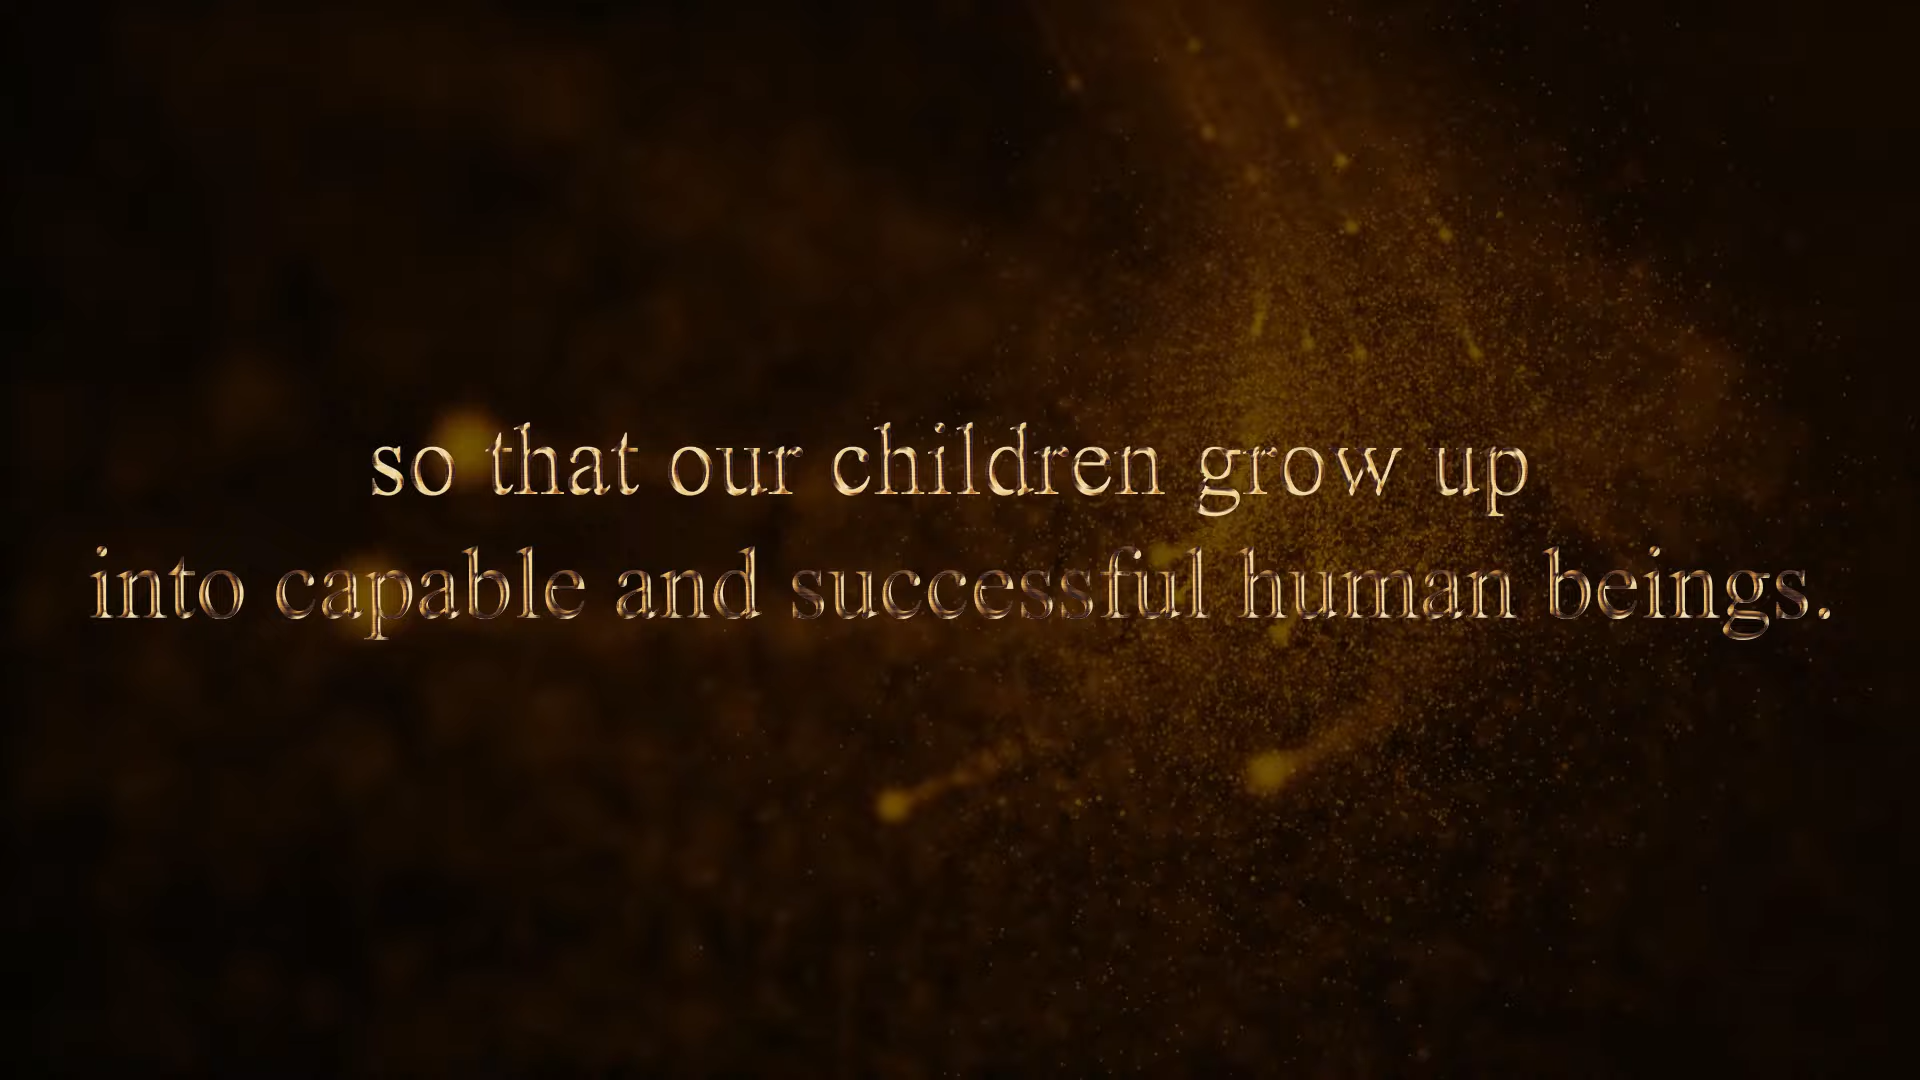 so that our children grow up
into capable and successful human beings.